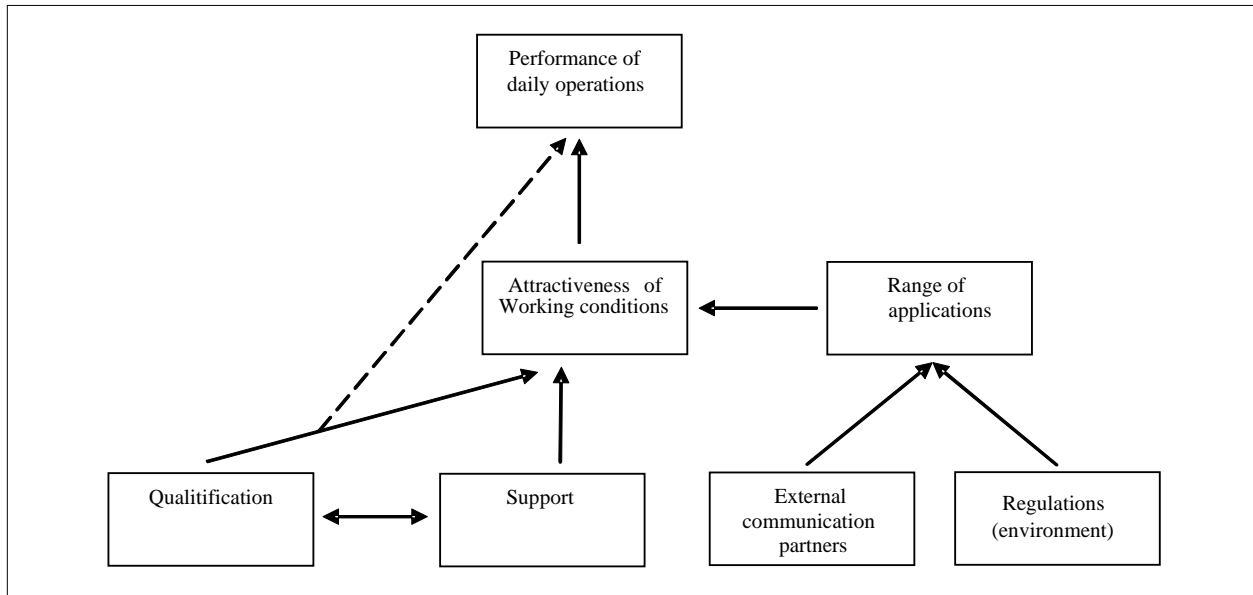 Performance of
daily operations
Attractiveness of
Working conditions
Range of
applications
Qualitification
Support
External
communication
partners
Regulations
(environment)